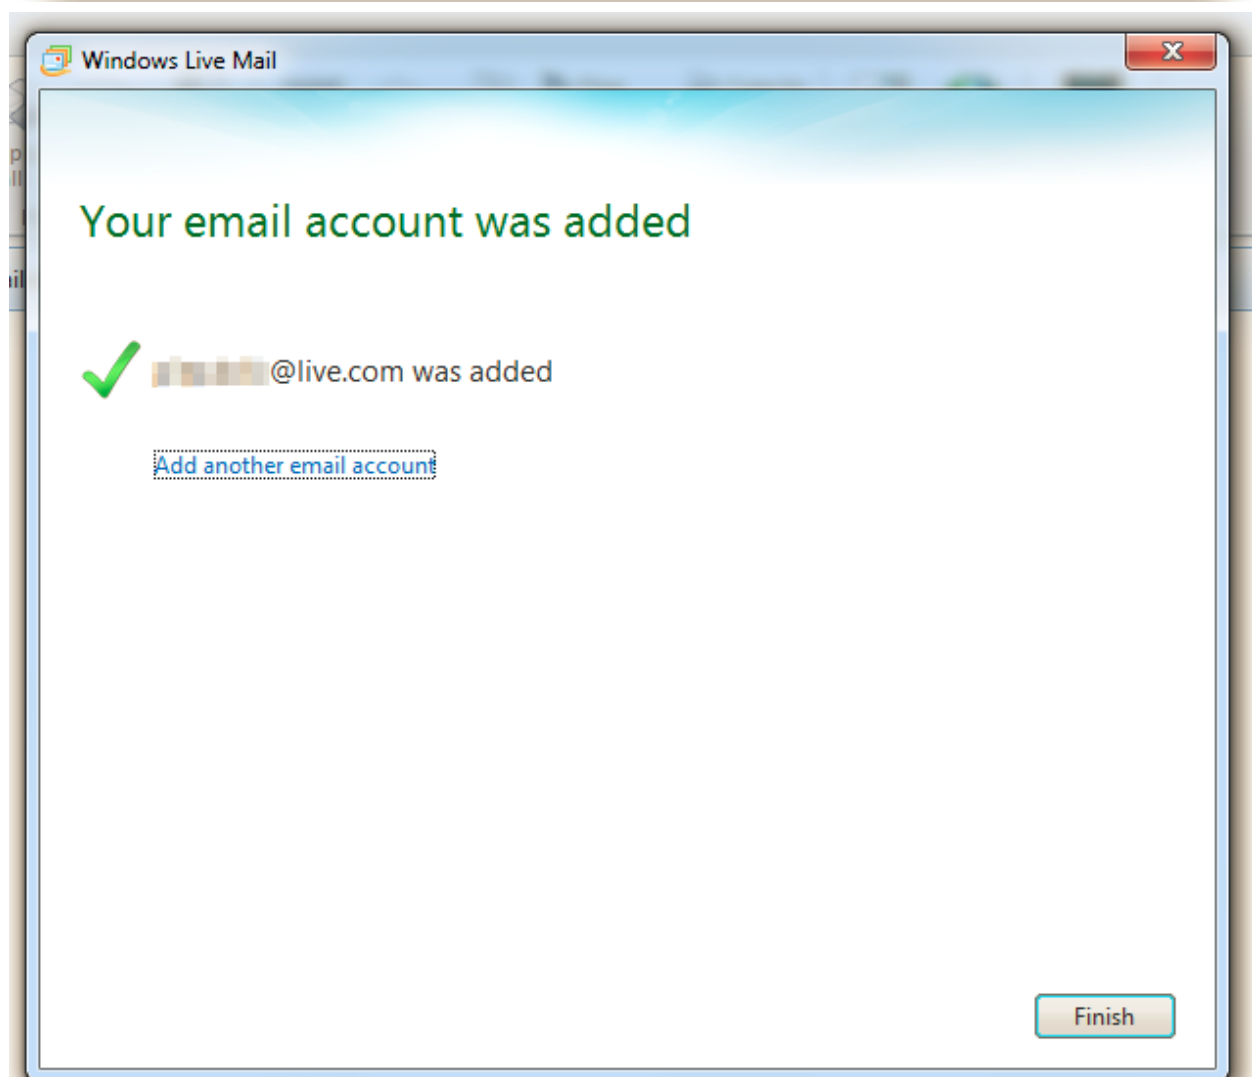 Windows Live Mail
Your email account was added
@live.com was added
Add another email account
Finish